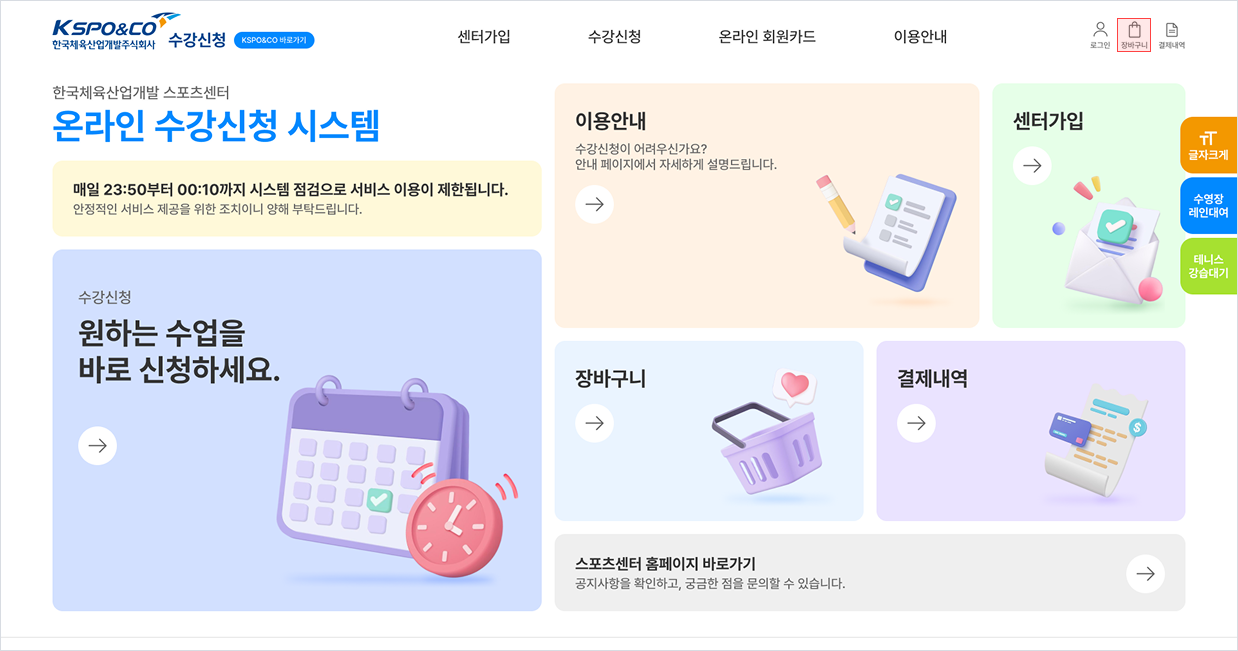 KSPO&CO
한국체육산업개발주식회사
수강신청
KSPO&CO 바로가기
센터가입
수강신청
온라인 회원카드
이용안내
로그인
장바구니
결제내역
한국체육산업개발 스포츠센터
온라인 수강신청 시스템
매일 23:50부터 00:10까지 시스템 점검으로 서비스 이용이 제한됩니다.
안정적인 서비스 제공을 위한 조치이니 양해 부탁드립니다.
수강신청
원하는 수업을
바로 신청하세요.
이용안내
수강신청이 어려우신가요?
안내 페이지에서 자세하게 설명드립니다.
센터가입
장바구니
결제내역
$
스포츠센터 홈페이지 바로가기
공지사항을 확인하고, 궁금한 점을 문의할 수 있습니다.
TT
글자크게
수영장
레인대여
테니스
강습대기